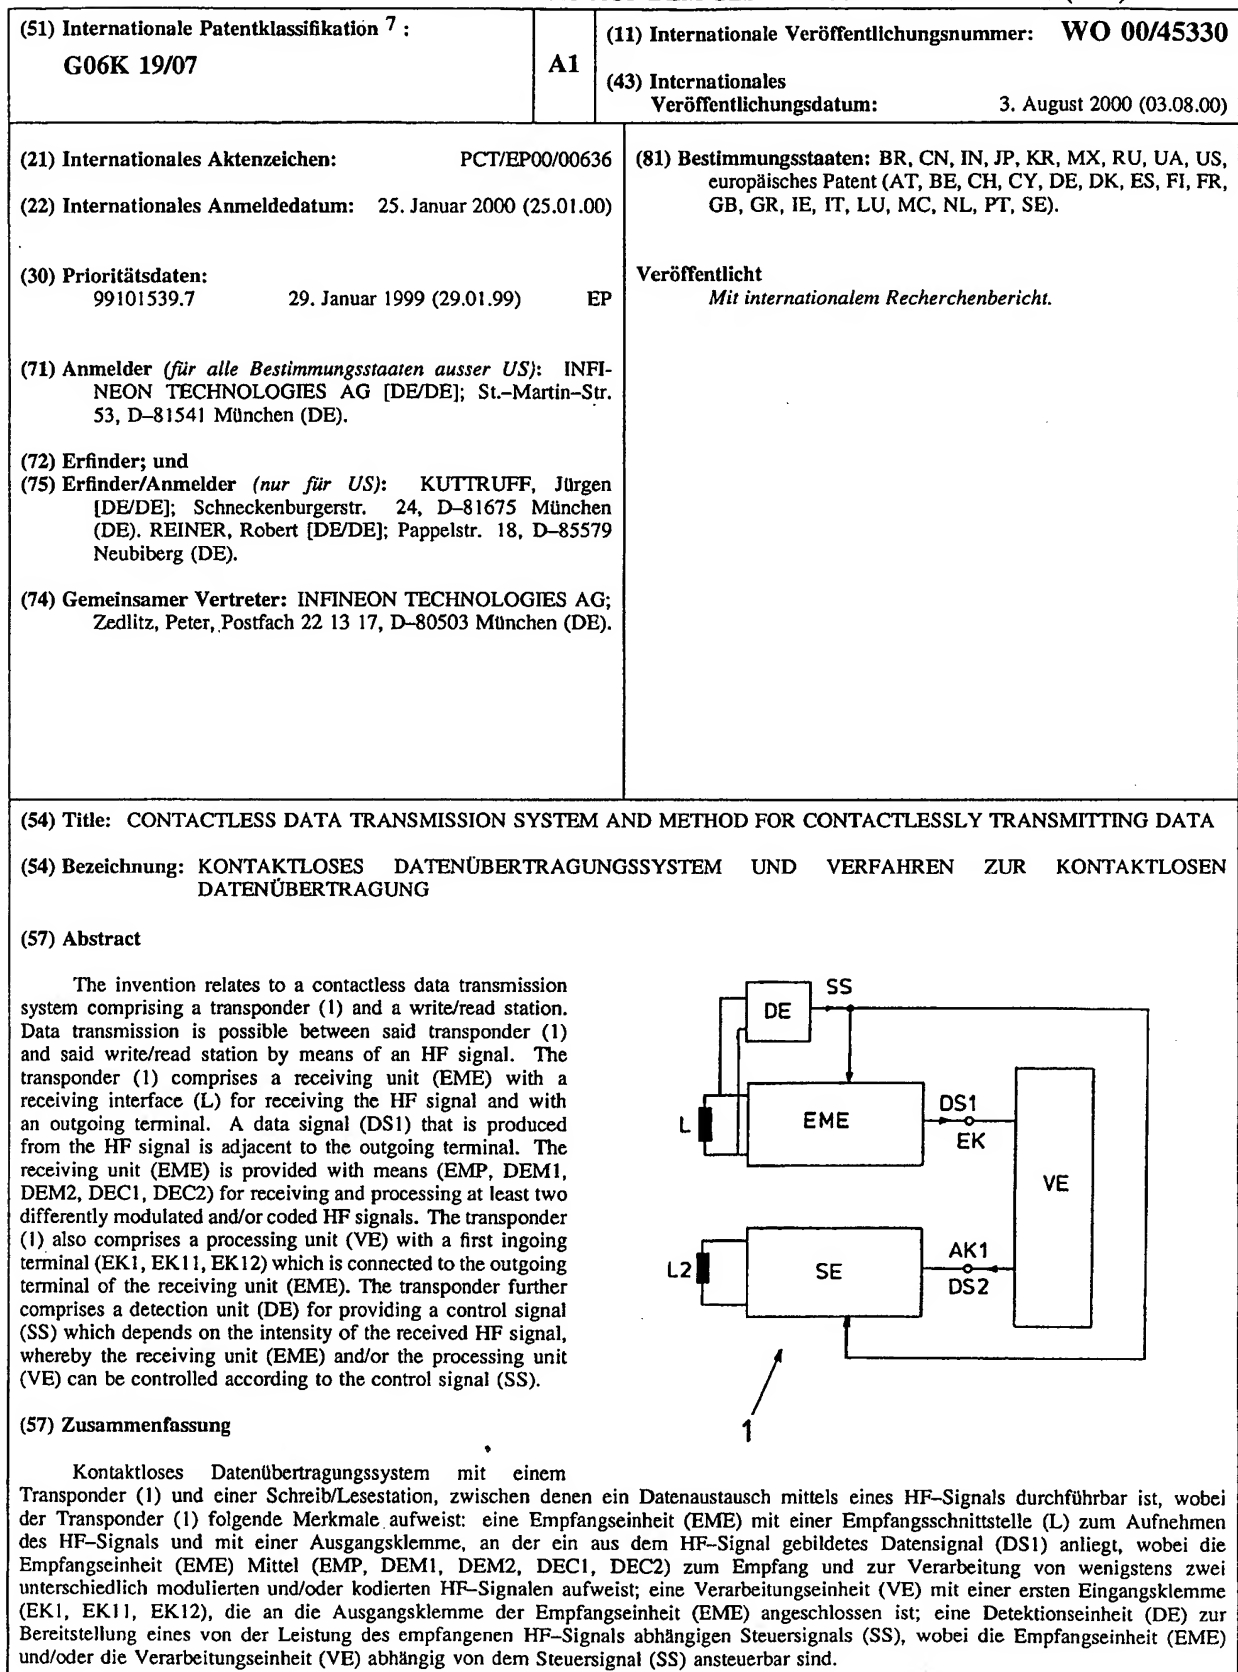 (51) Internationale Patentklassifikation 7 :
G06K 19/07
A1
(11) Internationale Veröffentlichungsnummer: WO 00/45330
(43) Internationales
Veröffentlichungsdatum: 3. August 2000 (03.08.00)
(21) Internationales Aktenzeichen: PCT/EP00/00636
(22) Internationales Anmeldedatum: 25. Januar 2000 (25.01.00)
(30) Prioritätsdaten:
99101539.7 29. Januar 1999 (29.01.99) EP
(71) Anmelder (für alle Bestimmungsstaaten ausser US): INFI-
NEON TECHNOLOGIES AG [DE/DE]; St.-Martin-Str.
53, D-81541 München (DE).
(72) Erfinder; und
(75) Erfinder/Anmelder (nur für US): KUTTRUFF, Jürgen
[DE/DE]; Schneckenburgerstr. 24, D-81675 München
(DE). REINER, Robert [DE/DE]; Pappelstr. 18, D-85579
Neubiberg (DE).
(74) Gemeinsamer Vertreter: INFINEON TECHNOLOGIES AG;
Zedlitz, Peter, Postfach 22 13 17, D-80503 München (DE).
(81) Bestimmungsstaaten: BR, CN, IN, JP, KR, MX, RU, UA, US,
europäisches Patent (AT, BE, CH, CY, DE, DK, ES, FI, FR,
GB, GR, IE, IT, LU, MC, NL, PT, SE).
Veröffentlicht
Mit internationalem Recherchenbericht.
(54) Title: CONTACTLESS DATA TRANSMISSION SYSTEM AND METHOD FOR CONTACTLESSLY TRANSMITTING DATA
(54) Bezeichnung: KONTAKTLOSES DATENÜBERTRAGUNGSSYSTEM UND VERFAHREN ZUR KONTAKTLOSEN
DATENÜBERTRAGUNG
(57) Abstract
The invention relates to a contactless data transmission
system comprising a transponder (1) and a write/read station.
Data transmission is possible between said transponder (1)
and said write/read station by means of an HF signal. The
transponder (1) comprises a receiving unit (EME) with a
receiving interface (L) for receiving the HF signal and with
an outgoing terminal. A data signal (DS1) that is produced
from the HF signal is adjacent to the outgoing terminal. The
receiving unit (EME) is provided with means (EMP, DEM1,
DEM2, DEC1, DEC2) for receiving and processing at least two
differently modulated and/or coded HF signals. The transponder
(1) also comprises a processing unit (VE) with a first ingoing
terminal (EK1, EK11, EK12) which is connected to the outgoing
terminal of the receiving unit (EME). The transponder further
comprises a detection unit (DE) for providing a control signal
(SS) which depends on the intensity of the received HF signal,
whereby the receiving unit (EME) and/or the processing unit
(VE) can be controlled according to the control signal (SS).
SS
DE
L
EME
DS1
EK
VE
L2
SE
AK1
DS2
1
(57) Zusammenfassung
Kontaktloses Datenübertragungssystem mit einem
Transponder (1) und einer Schreib/Lesestation, zwischen denen ein Datenaustausch mittels eines HF-Signals durchführbar ist, wobei
der Transponder (1) folgende Merkmale aufweist: eine Empfangseinheit (EME) mit einer Empfangsschnittstelle (L) zum Aufnehmen
des HF-Signals und mit einer Ausgangsklemme, an der ein aus dem HF-Signal gebildetes Datensignal (DS1) anliegt, wobei die
Empfangseinheit (EME) Mittel (EMP, DEM1, DEM2, DEC1, DEC2) zum Empfang und zur Verarbeitung von wenigstens zwei
unterschiedlich modulierten und/oder kodierten HF-Signalen aufweist; eine Verarbeitungseinheit (VE) mit einer ersten Eingangsklemme
(EK1, EK11, EK12), die an die Ausgangsklemme der Empfangseinheit (EME) angeschlossen ist; eine Detektionseinheit (DE) zur
Bereitstellung eines von der Leistung des empfangenen HF-Signals abhängigen Steuersignals (SS), wobei die Empfangseinheit (EME)
und/oder die Verarbeitungseinheit (VE) abhängig von dem Steuersignal (SS) ansteuerbar sind.